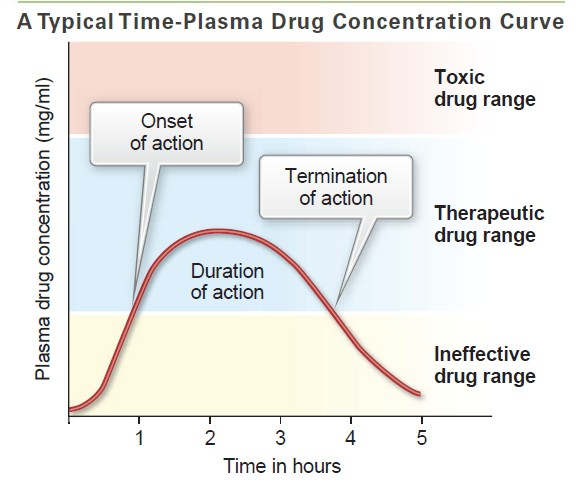 A Typical Time-Plasma Drug Concentration Curve
Plasma drug concentration (mg/ml)
Toxic
drug range
Onset
of action
Termination
of action
Therapeutic
drug range
Duration
of action
Ineffective
drug range
1 2 3 4 5
Time in hours